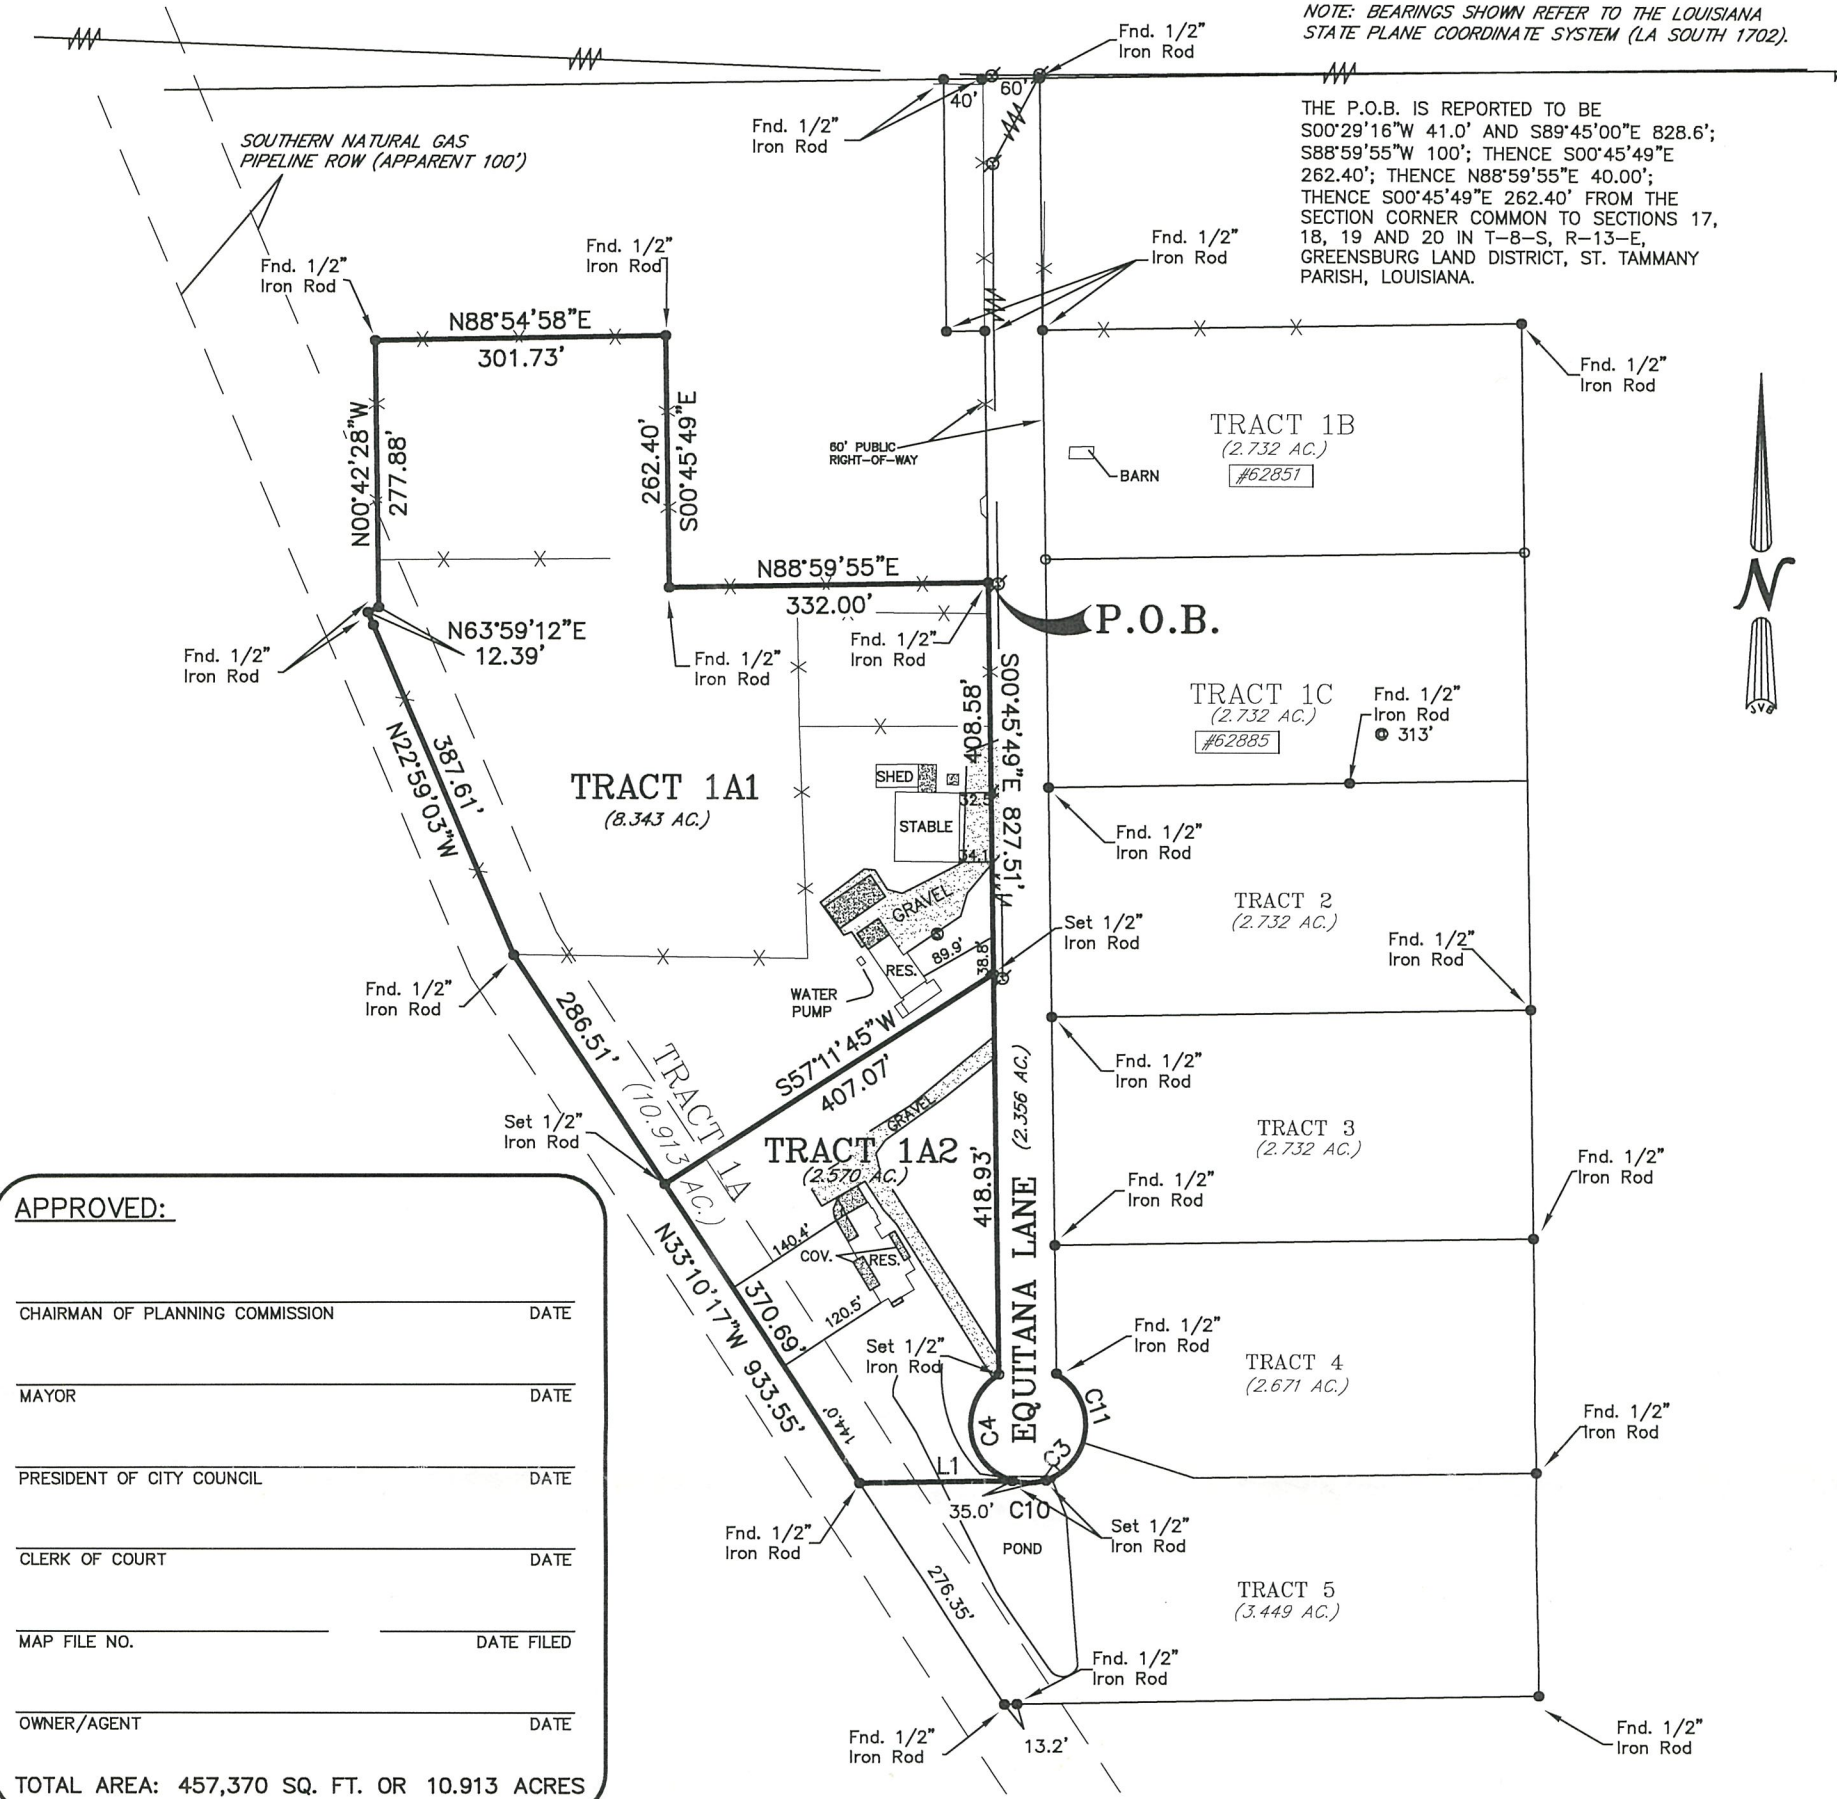 NOTE: BEARINGS SHOWN REFER TO THE LOUISIANA
STATE PLANE COORDINATE SYSTEM (LA SOUTH 1702).
Fnd. 1/2"
Iron Rod
40'
60'
Fnd. 1/2"
Iron Rod
THE P.O.B. IS REPORTED TO BE
S00°29'16"W 41.0' AND S89°45'00"E 828.6';
S88°59'55"W 100'; THENCE S00°45'49"E
262.40'; THENCE N88°59'55"E 40.00';
THENCE S00°45'49"E 262.40' FROM THE
SECTION CORNER COMMON TO SECTIONS 17,
18, 19 AND 20 IN T-8-S, R-13-E,
GREENSBURG LAND DISTRICT, ST. TAMMANY
PARISH, LOUISIANA.
SOUTHERN NATURAL GAS
PIPELINE ROW (APPARENT 100')
Fnd. 1/2"
Iron Rod
Fnd. 1/2"
Iron Rod
Fnd. 1/2"
Iron Rod
N88°54'58"E
301.73'
Fnd. 1/2"
Iron Rod
N00°42'28"W
277.88'
262.40'
S00°45'49"E
60' PUBLIC
RIGHT-OF-WAY
TRACT 1B
(2.732 AC.)
#62851
BARN
N
JVB
N88°59'55"E
332.00'
P.O.B.
N63°59'12"E
12.39'
Fnd. 1/2"
Iron Rod
Fnd. 1/2"
Iron Rod
Fnd. 1/2"
Iron Rod
TRACT 1C
(2.732 AC.)
#62885
Fnd. 1/2"
Iron Rod
@ 313'
387.61'
N22°59'03"W
408.58'
S00°45'49"E 827.51'
TRACT 1A1
(8.343 AC.)
SHED
32.5'
STABLE
34.1'
Fnd. 1/2"
Iron Rod
GRAVEL
TRACT 2
(2.732 AC.)
Set 1/2"
Iron Rod
Fnd. 1/2"
Iron Rod
89.9'
38.8'
RES.
WATER
PUMP
Fnd. 1/2"
Iron Rod
286.51'
S57°11'45"W
407.07'
TRACT 1A
(10.913 AC.)
Fnd. 1/2"
Iron Rod
GRAVEL
(2.356 AC.)
EQUITANA LANE
Set 1/2"
Iron Rod
TRACT 1A2
(2.570 AC.)
TRACT 3
(2.732 AC.)
Fnd. 1/2"
Iron Rod
Fnd. 1/2"
Iron Rod
418.93'
APPROVED:
140.4'
COV.
RES.
N33°10'17"W 933.55'
370.69'
120.5'
CHAIRMAN OF PLANNING COMMISSION DATE
Set 1/2"
Iron Rod
Fnd. 1/2"
Iron Rod
TRACT 4
(2.671 AC.)
MAYOR DATE
144.0'
C4
C11
C3
Fnd. 1/2"
Iron Rod
PRESIDENT OF CITY COUNCIL DATE
L1
35.0'
C10
Fnd. 1/2"
Iron Rod
Set 1/2"
Iron Rod
POND
CLERK OF COURT DATE
276.35'
TRACT 5
(3.449 AC.)
MAP FILE NO. DATE FILED
Fnd. 1/2"
Iron Rod
OWNER/AGENT DATE
Fnd. 1/2"
Iron Rod
13.2'
Fnd. 1/2"
Iron Rod
TOTAL AREA: 457,370 SQ. FT. OR 10.913 ACRES